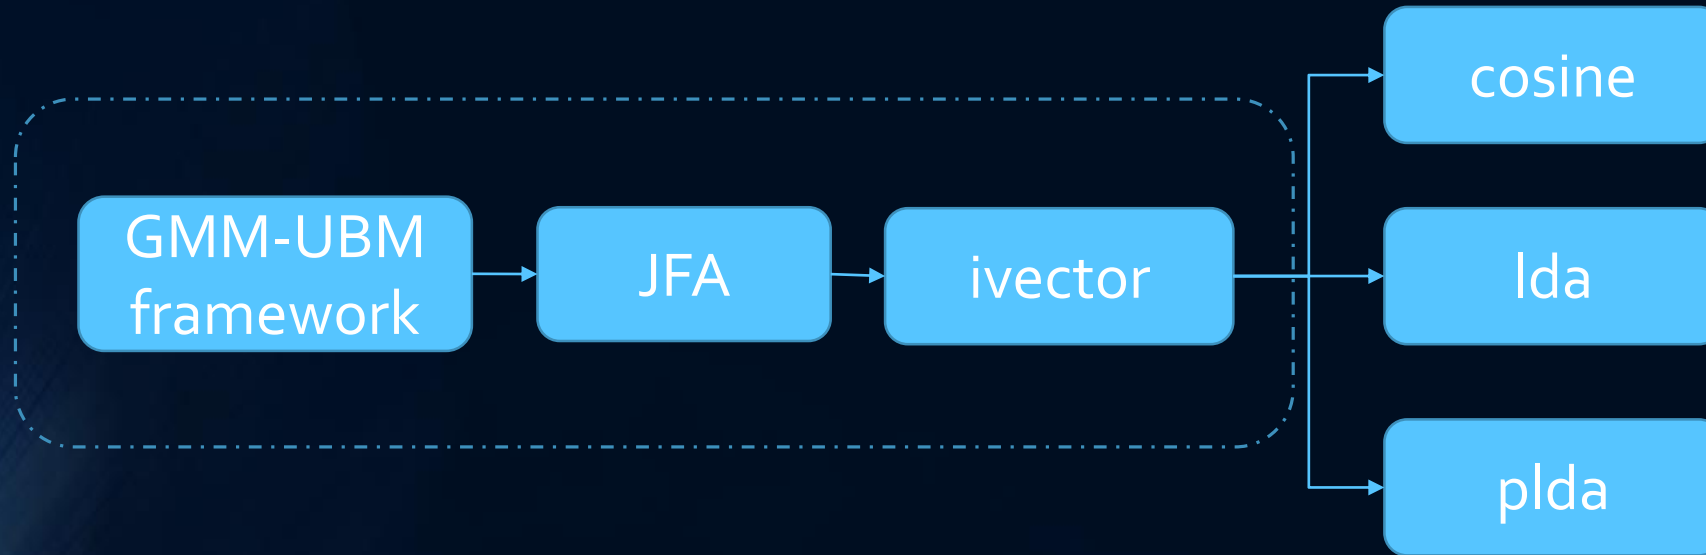 GMM-UBM
framework
JFA
ivector
cosine
lda
plda